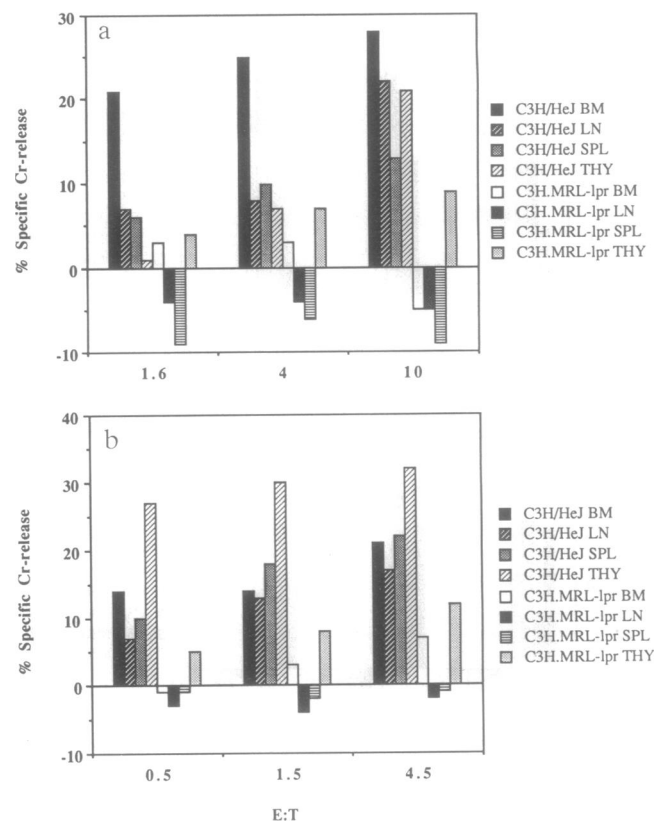 a
% Specific Cr-release
30
20
10
0
-10
1.6 4 10
C3H/HeJ BM
C3H/HeJ LN
C3H/HeJ SPL
C3H/HeJ THY
C3H.MRL-lpr BM
C3H.MRL-lpr LN
C3H.MRL-lpr SPL
C3H.MRL-lpr THY
b
% Specific Cr-release
40
30
20
10
0
-10
0.5 1.5 4.5
E:T
C3H/HeJ BM
C3H/HeJ LN
C3H/HeJ SPL
C3H/HeJ THY
C3H.MRL-lpr BM
C3H.MRL-lpr LN
C3H.MRL-lpr SPL
C3H.MRL-lpr THY